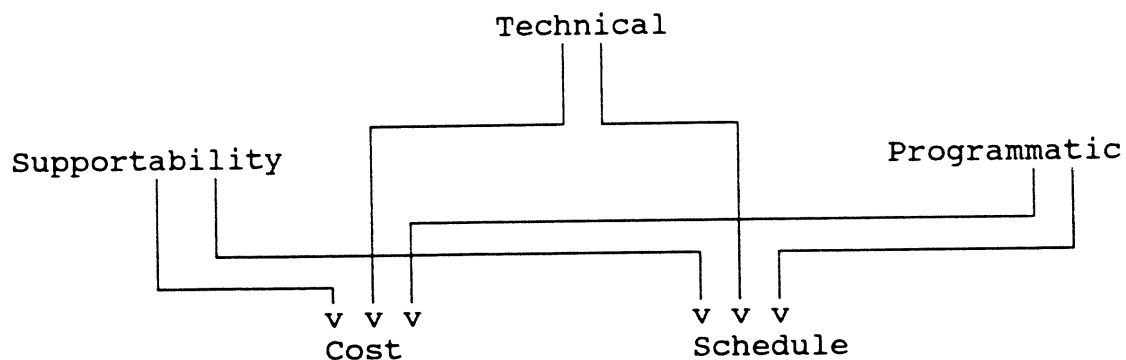 Technical
Supportability Programmatic
v v v v v v
Cost Schedule